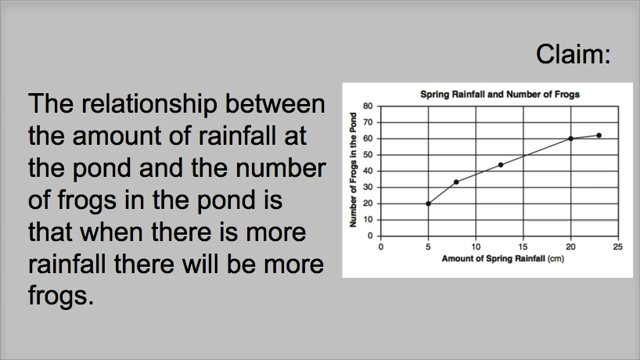 Claim:
The relationship between
the amount of rainfall at
the pond and the number
of frogs in the pond is
that when there is more
rainfall there will be more
frogs.
Spring Rainfall and Number of Frogs
Number of Frogs in the Pond
80
70
60
50
40
30
20
10
0
0 5 10 15 20 25
Amount of Spring Rainfall (cm)